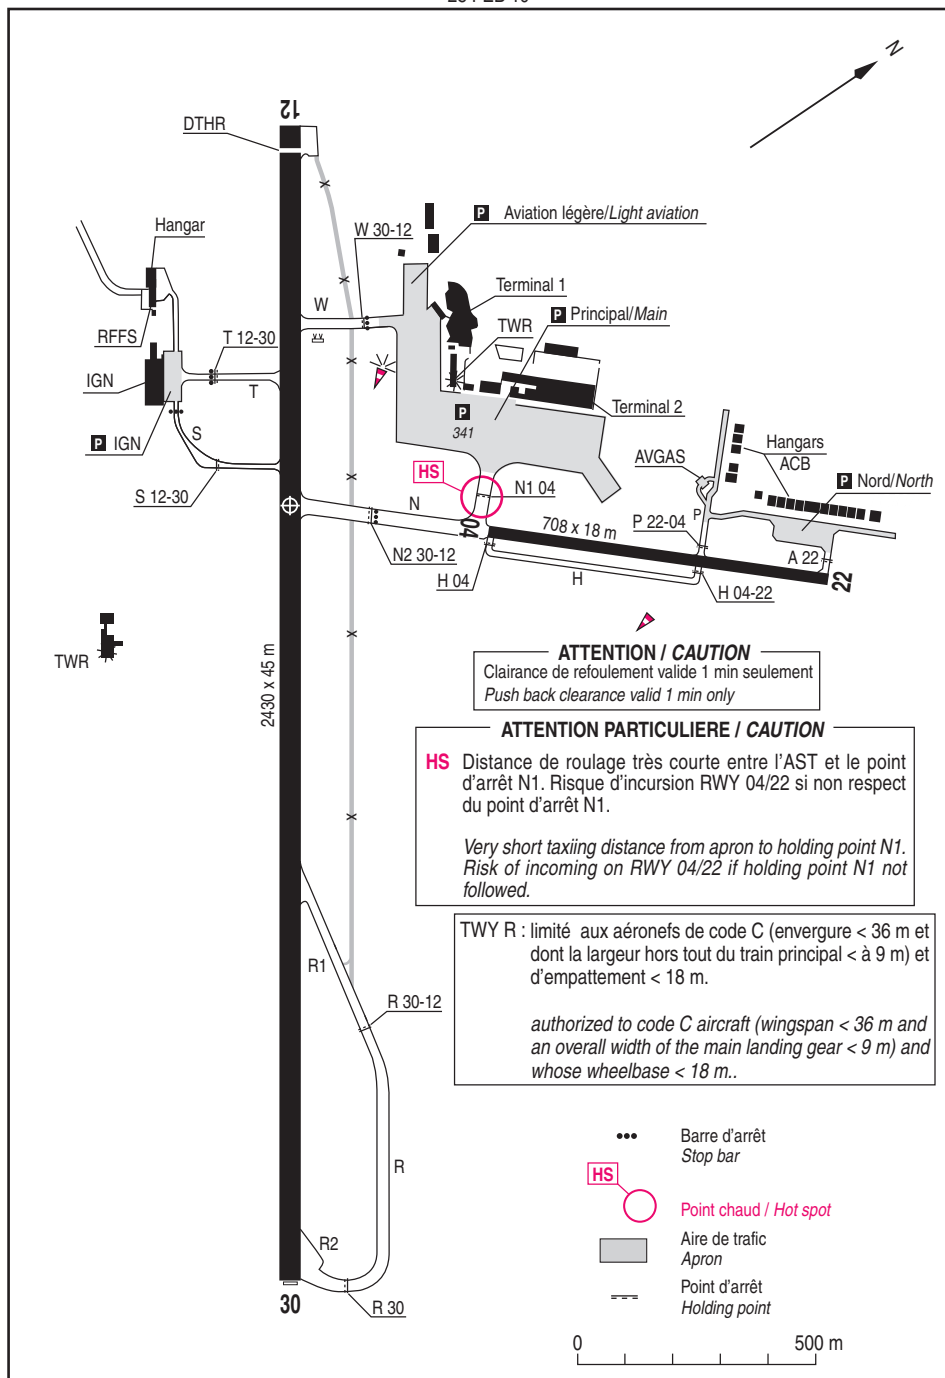 N
12
DTHR
P Aviation légère/Light aviation
Hangar
W 30-12
Terminal 1
W
P Principal/Main
TWR
RFFS
T 12-30
IGN
T
Terminal 2
P
341
P IGN
S
Hangars
ACB
AVGAS
HS
P Nord/North
S 12-30
N1 04
N
P
04
708 x 18 m
P 22-04
N2 30-12
A 22
H 04
H
H 04-22
22
TWR
2430 x 45 m
ATTENTION / CAUTION
Clairance de refoulement valide 1 min seulement
Push back clearance valid 1 min only
ATTENTION PARTICULIERE / CAUTION
HS Distance de roulage très courte entre l'AST et le point
d'arrêt N1. Risque d'incursion RWY 04/22 si non respect
du point d'arrêt N1.
Very short taxiing distance from apron to holding point N1.
Risk of incoming on RWY 04/22 if holding point N1 not
followed.
TWY R : limité aux aéronefs de code C (envergure < 36 m et
dont la largeur hors tout du train principal < à 9 m) et
d'empattement < 18 m.
authorized to code C aircraft (wingspan < 36 m and
an overall width of the main landing gear < 9 m) and
whose wheelbase < 18 m..
R1
R 30-12
R
R2
30
R 30
Barre d'arrêt
Stop bar
HS
Point chaud / Hot spot
Aire de trafic
Apron
Point d'arrêt
Holding point
0 500 m